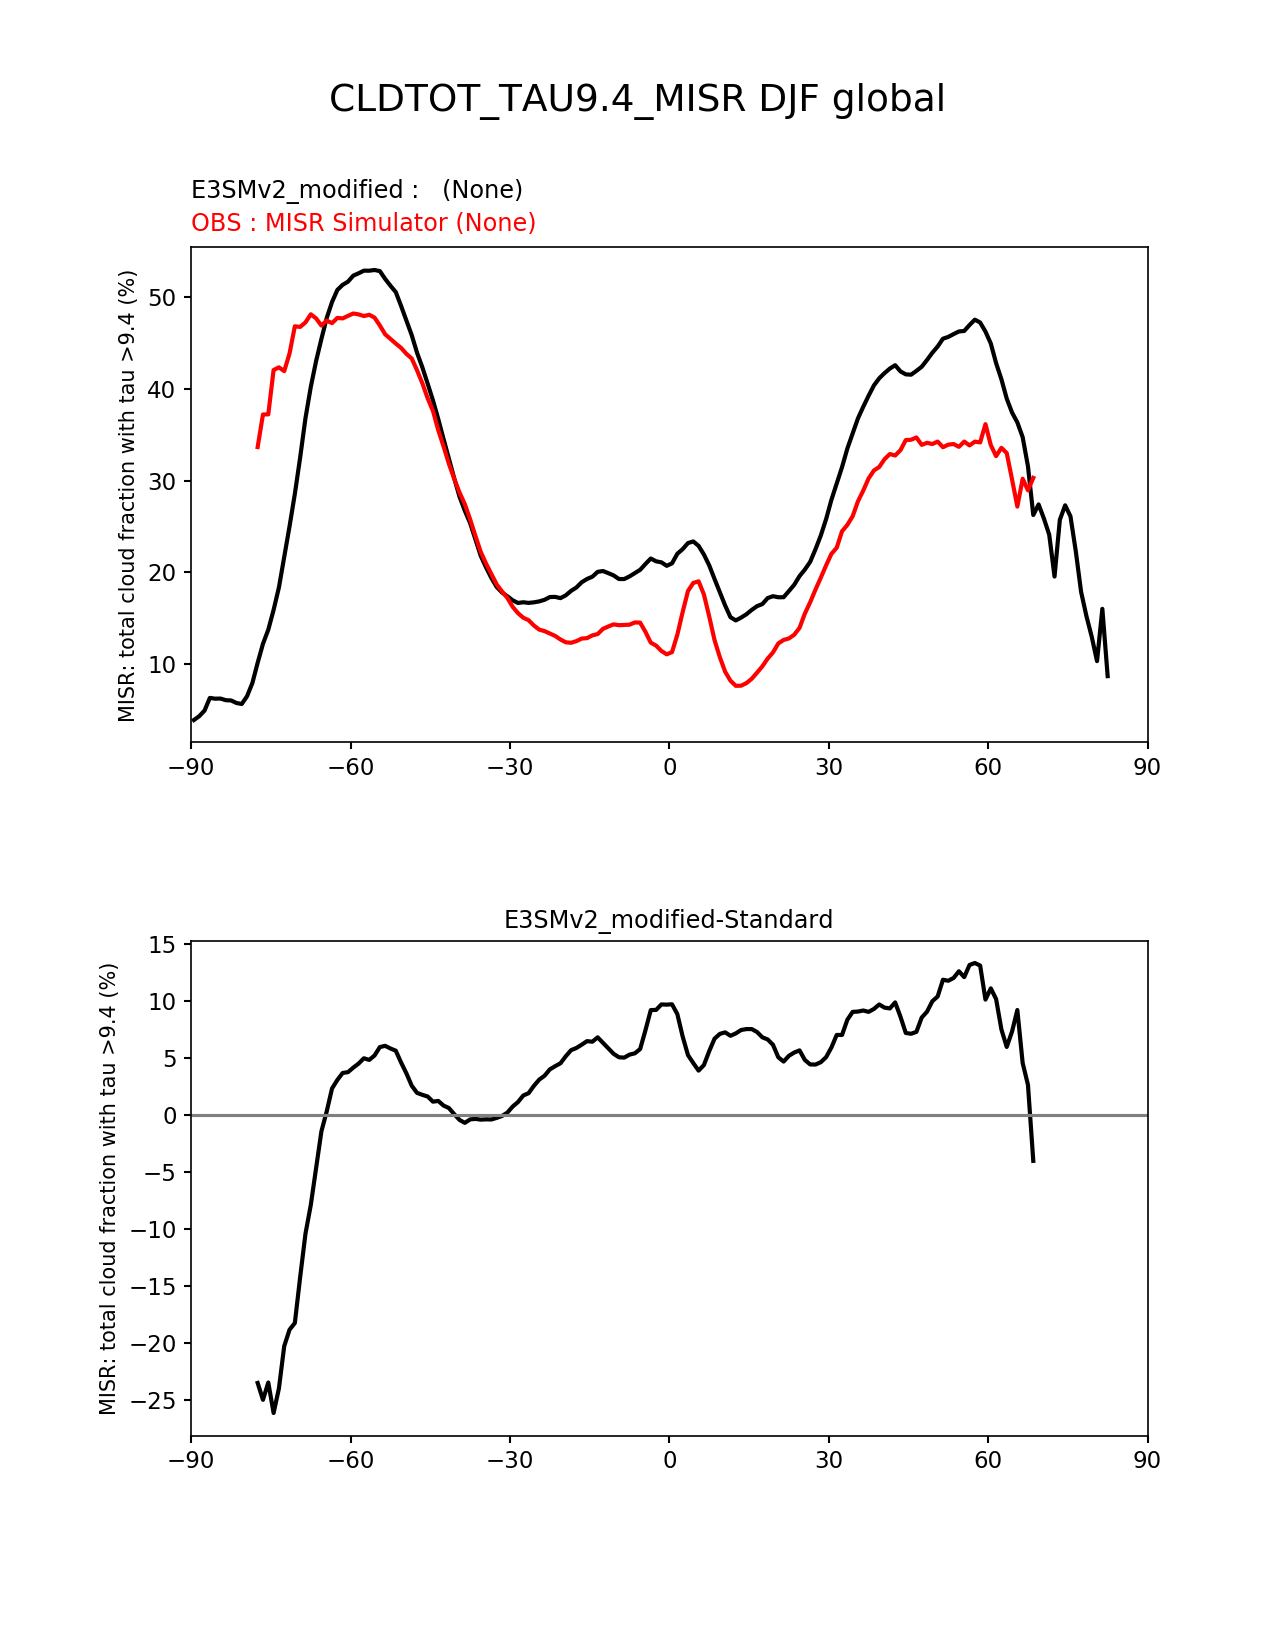 CLDTOT_TAU9.4_MISR DJF global
E3SMv2_modified :   (None)
OBS : MISR Simulator (None)
MISR: total cloud fraction with tau >9.4 (%)
50
40
30
20
10
−90 −60 −30 0 30 60 90
E3SMv2_modified-Standard
MISR: total cloud fraction with tau >9.4 (%)
15
10
5
0
−5
−10
−15
−20
−25
−90 −60 −30 0 30 60 90